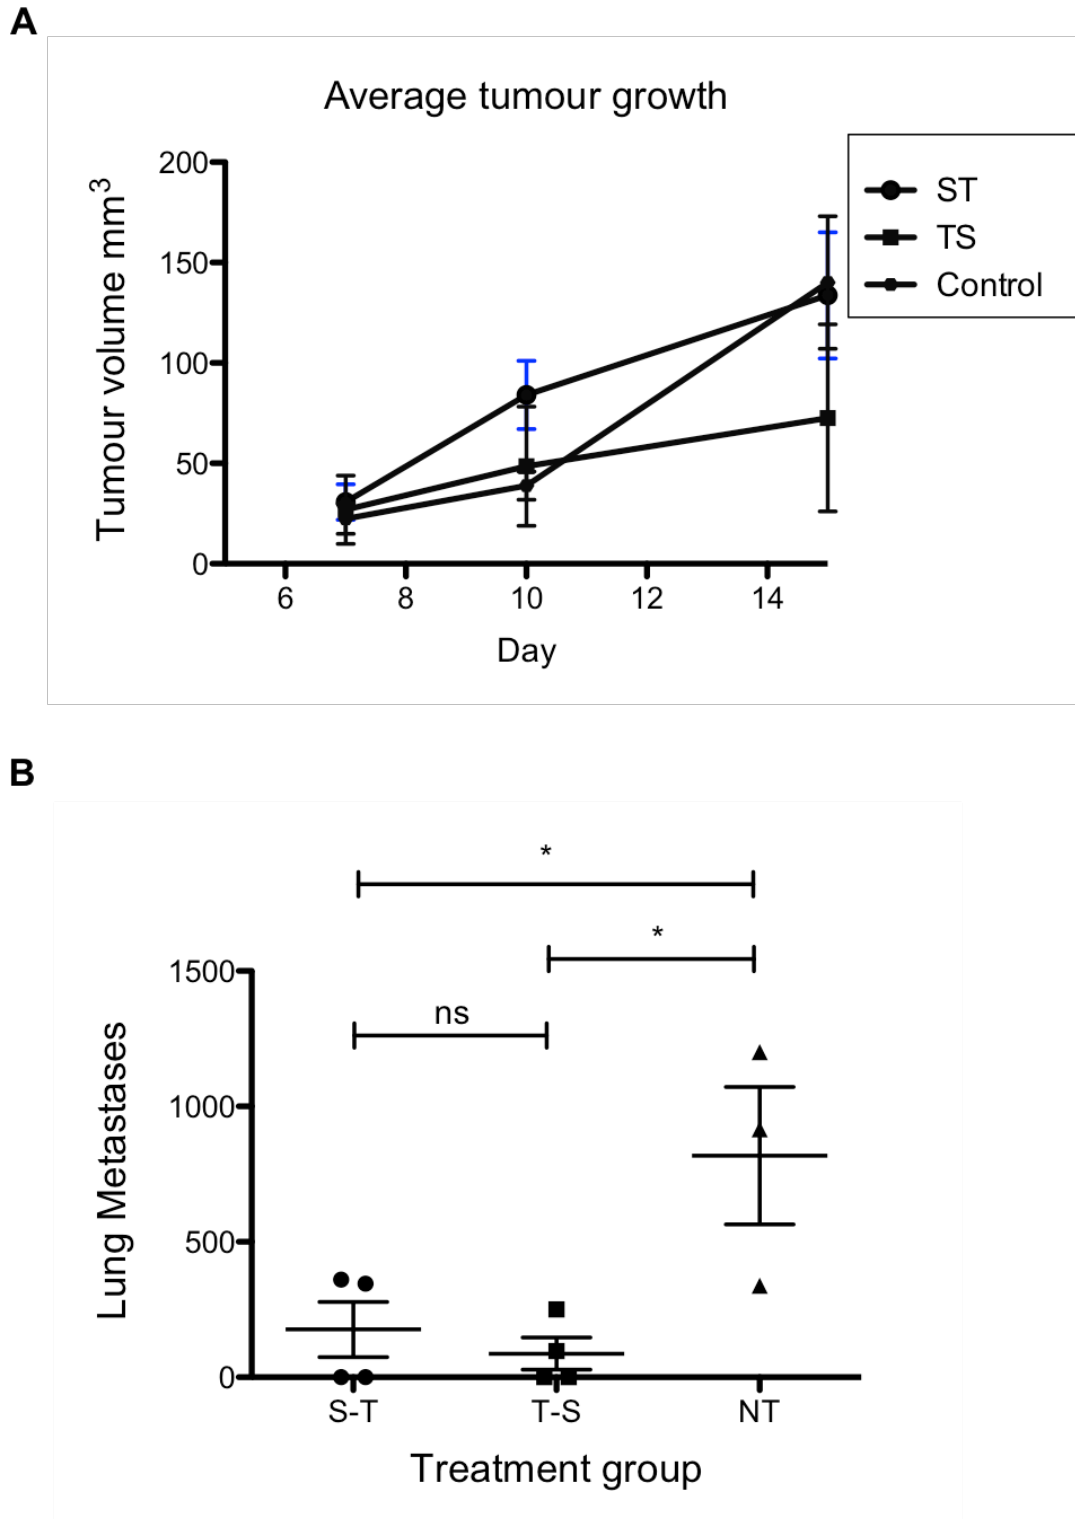 A
Average tumour growth
Tumour volume mm³
200
150
100
50
0
6 8 10 12 14
Day
ST
TS
Control
B
*
*
ns
Lung Metastases
1500
1000
500
0
S-T T-S NT
Treatment group